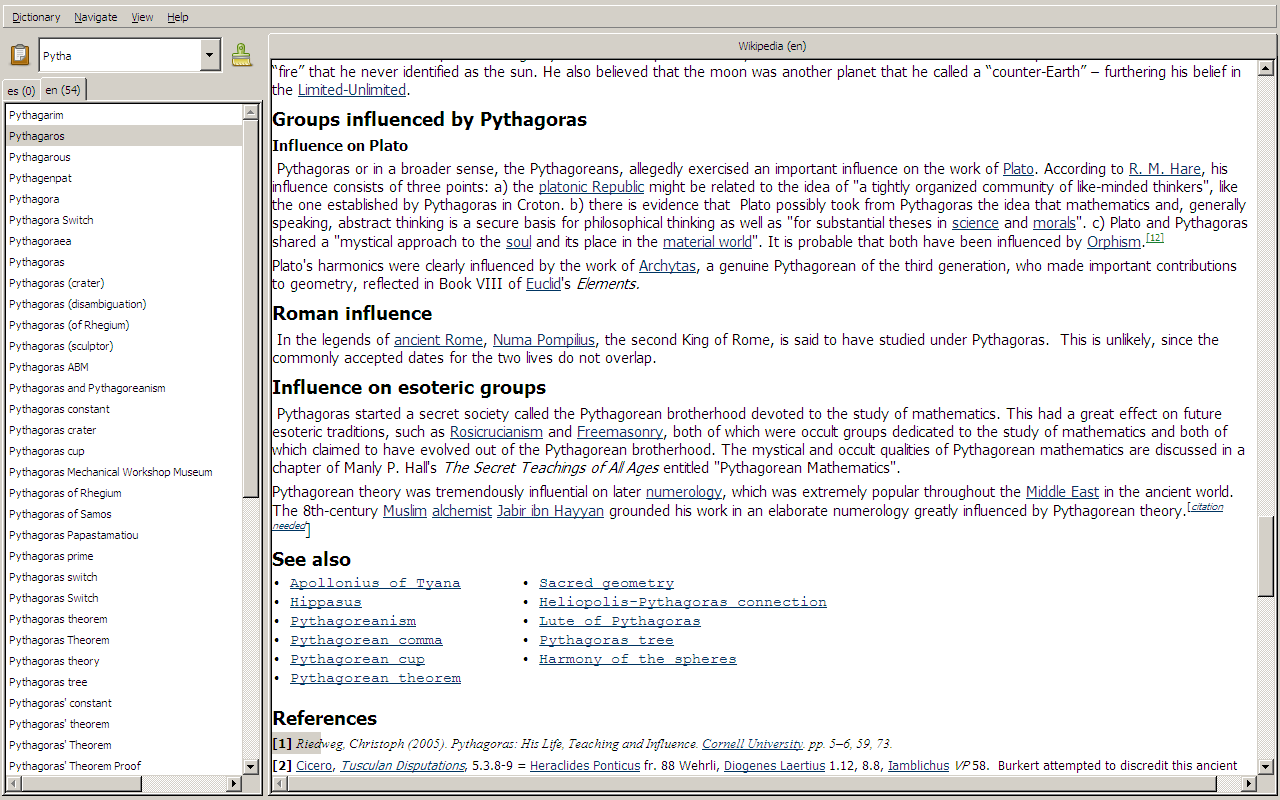 Dictionary Navigate View Help
Pytha
Wikipedia (en)
es (0) en (54)
Pythagarim
Pythagaros
Pythagarous
Pythagenpat
Pythagora
Pythagora Switch
Pythagoraea
Pythagoras
Pythagoras (crater)
Pythagoras (disambiguation)
Pythagoras (of Rhegium)
Pythagoras (sculptor)
Pythagoras ABM
Pythagoras and Pythagoreanism
Pythagoras constant
Pythagoras crater
Pythagoras cup
Pythagoras Mechanical Workshop Museum
Pythagoras of Rhegium
Pythagoras of Samos
Pythagoras Papastamatiou
Pythagoras prime
Pythagoras switch
Pythagoras Switch
Pythagoras theorem
Pythagoras Theorem
Pythagoras theory
Pythagoras tree
Pythagoras' constant
Pythagoras' theorem
Pythagoras' Theorem
Pythagoras' Theorem Proof
“fire” that he never identified as the sun. He also believed that the moon was another planet that he called a “counter-Earth” – furthering his belief in
the Limited-Unlimited.
Groups influenced by Pythagoras
Influence on Plato
Pythagoras or in a broader sense, the Pythagoreans, allegedly exercised an important influence on the work of Plato. According to R. M. Hare, his
influence consists of three points: a) the platonic Republic might be related to the idea of "a tightly organized community of like-minded thinkers", like
the one established by Pythagoras in Croton. b) there is evidence that Plato possibly took from Pythagoras the idea that mathematics and, generally
speaking, abstract thinking is a secure basis for philosophical thinking as well as "for substantial theses in science and morals". c) Plato and Pythagoras
shared a "mystical approach to the soul and its place in the material world". It is probable that both have been influenced by Orphism.[12]
Plato's harmonics were clearly influenced by the work of Archytas, a genuine Pythagorean of the third generation, who made important contributions
to geometry, reflected in Book VIII of Euclid's Elements.
Roman influence
In the legends of ancient Rome, Numa Pompilius, the second King of Rome, is said to have studied under Pythagoras. This is unlikely, since the
commonly accepted dates for the two lives do not overlap.
Influence on esoteric groups
Pythagoras started a secret society called the Pythagorean brotherhood devoted to the study of mathematics. This had a great effect on future
esoteric traditions, such as Rosicrucianism and Freemasonry, both of which were occult groups dedicated to the study of mathematics and both of
which claimed to have evolved out of the Pythagorean brotherhood. The mystical and occult qualities of Pythagorean mathematics are discussed in a
chapter of Manly P. Hall's The Secret Teachings of All Ages entitled "Pythagorean Mathematics".
Pythagorean theory was tremendously influential on later numerology, which was extremely popular throughout the Middle East in the ancient world.
The 8th-century Muslim alchemist Jabir ibn Hayyan grounded his work in an elaborate numerology greatly influenced by Pythagorean theory.[citation
needed]
See also
• Apollonius of Tyana
• Hippasus
• Pythagoreanism
• Pythagorean comma
• Pythagorean cup
• Pythagorean theorem
• Sacred geometry
• Heliopolis-Pythagoras connection
• Lute of Pythagoras
• Pythagoras tree
• Harmony of the spheres
References
[1] Riedweg, Christoph (2005). Pythagoras: His Life, Teaching and Influence. Cornell University. pp. 5–6, 59, 73.
[2] Cicero, Tusculan Disputations, 5.3.8-9 = Heraclides Ponticus fr. 88 Wehrli, Diogenes Laertius 1.12, 8.8, Iamblichus VP 58. Burkert attempted to discredit this ancient